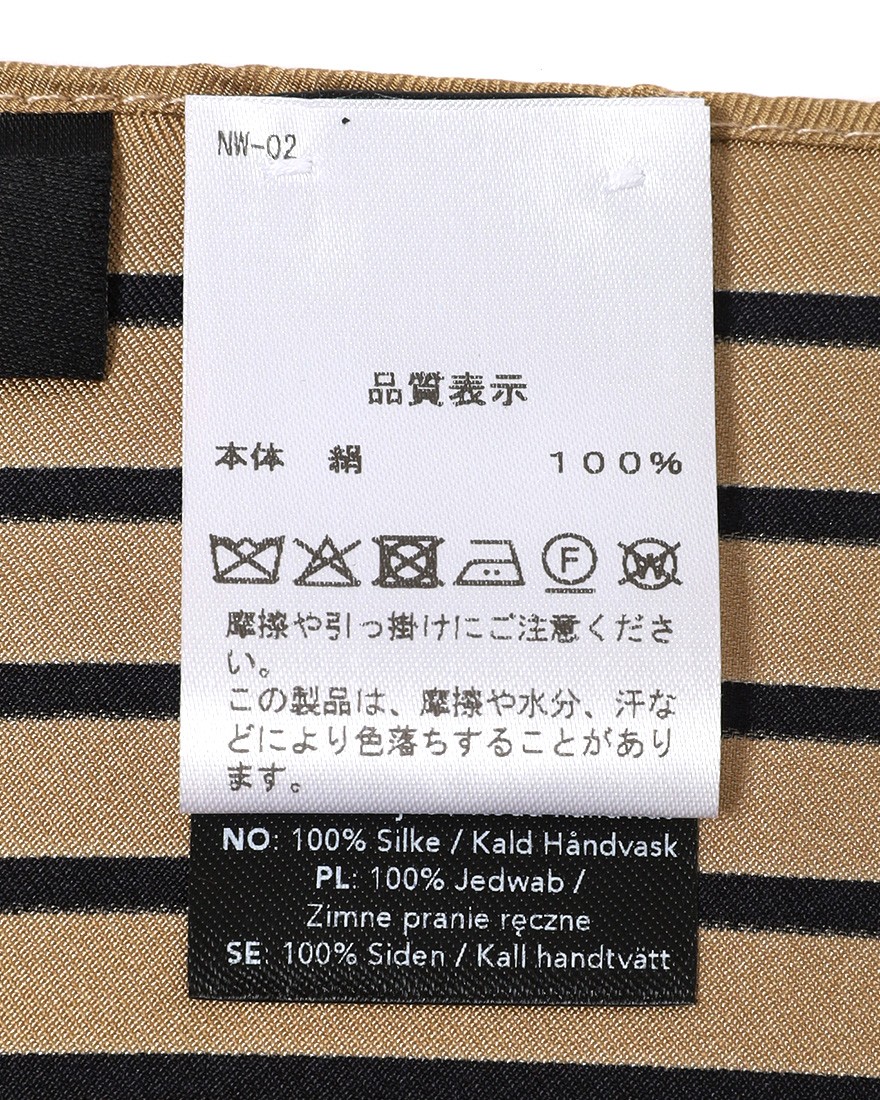 NW-02
品質表示
本体 絹 １００％
F W
摩擦や引っ掛けにご注意くださ
い。
この製品は、摩擦や水分、汗な
どにより色落ちすることがあり
ます。
NO: 100% Silke / Kald Håndvask
PL: 100% Jedwab /
Zimne pranie ręczne
SE: 100% Siden / Kall handtvätt